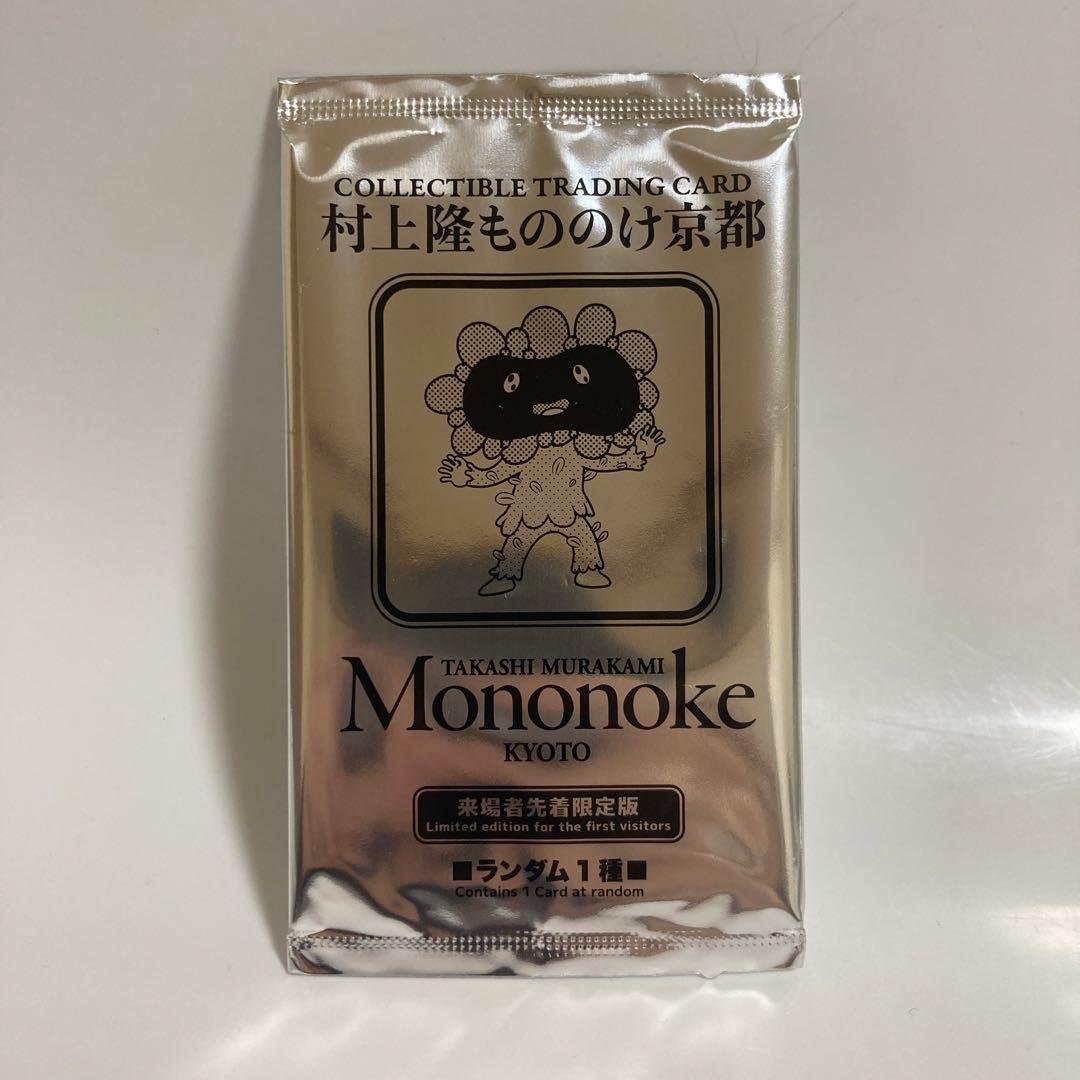 COLLECTIBLE TRADING CARD
村上隆もののけ京都
TAKASHI MURAKAMI
Mononoke
KYOTO
来場者先着限定版
Limited edition for the first visitors
■ランダム1種■
Contains 1 Card at random